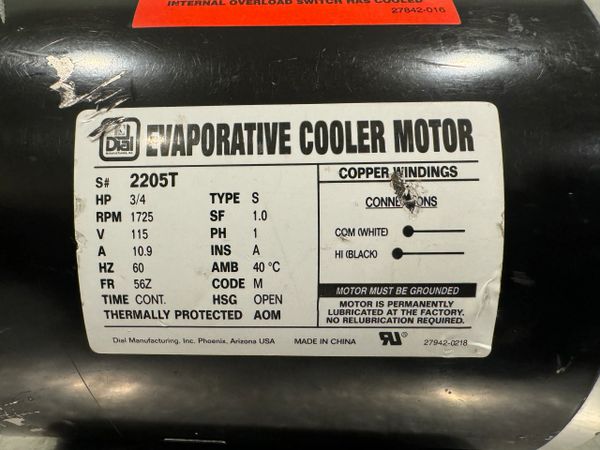 INTERNAL OVERLOAD SWITCH HAS COOLED
27842-016
Dial EVAPORATIVE COOLER MOTOR
S# 2205T
HP 3/4 TYPE S
RPM 1725 SF 1.0
V 115 PH 1
A 10.9 INS A
HZ 60 AMB 40 °C
FR 56Z CODE M
TIME CONT. HSG OPEN
THERMALLY PROTECTED AOM
COPPER WINDINGS
CONNECTIONS
COM (WHITE)
HI (BLACK)
MOTOR MUST BE GROUNDED
MOTOR IS PERMANENTLY
LUBRICATED AT THE FACTORY.
NO RELUBRICATION REQUIRED.
Dial Manufacturing, Inc. Phoenix, Arizona USA MADE IN CHINA RU® 27942-0218